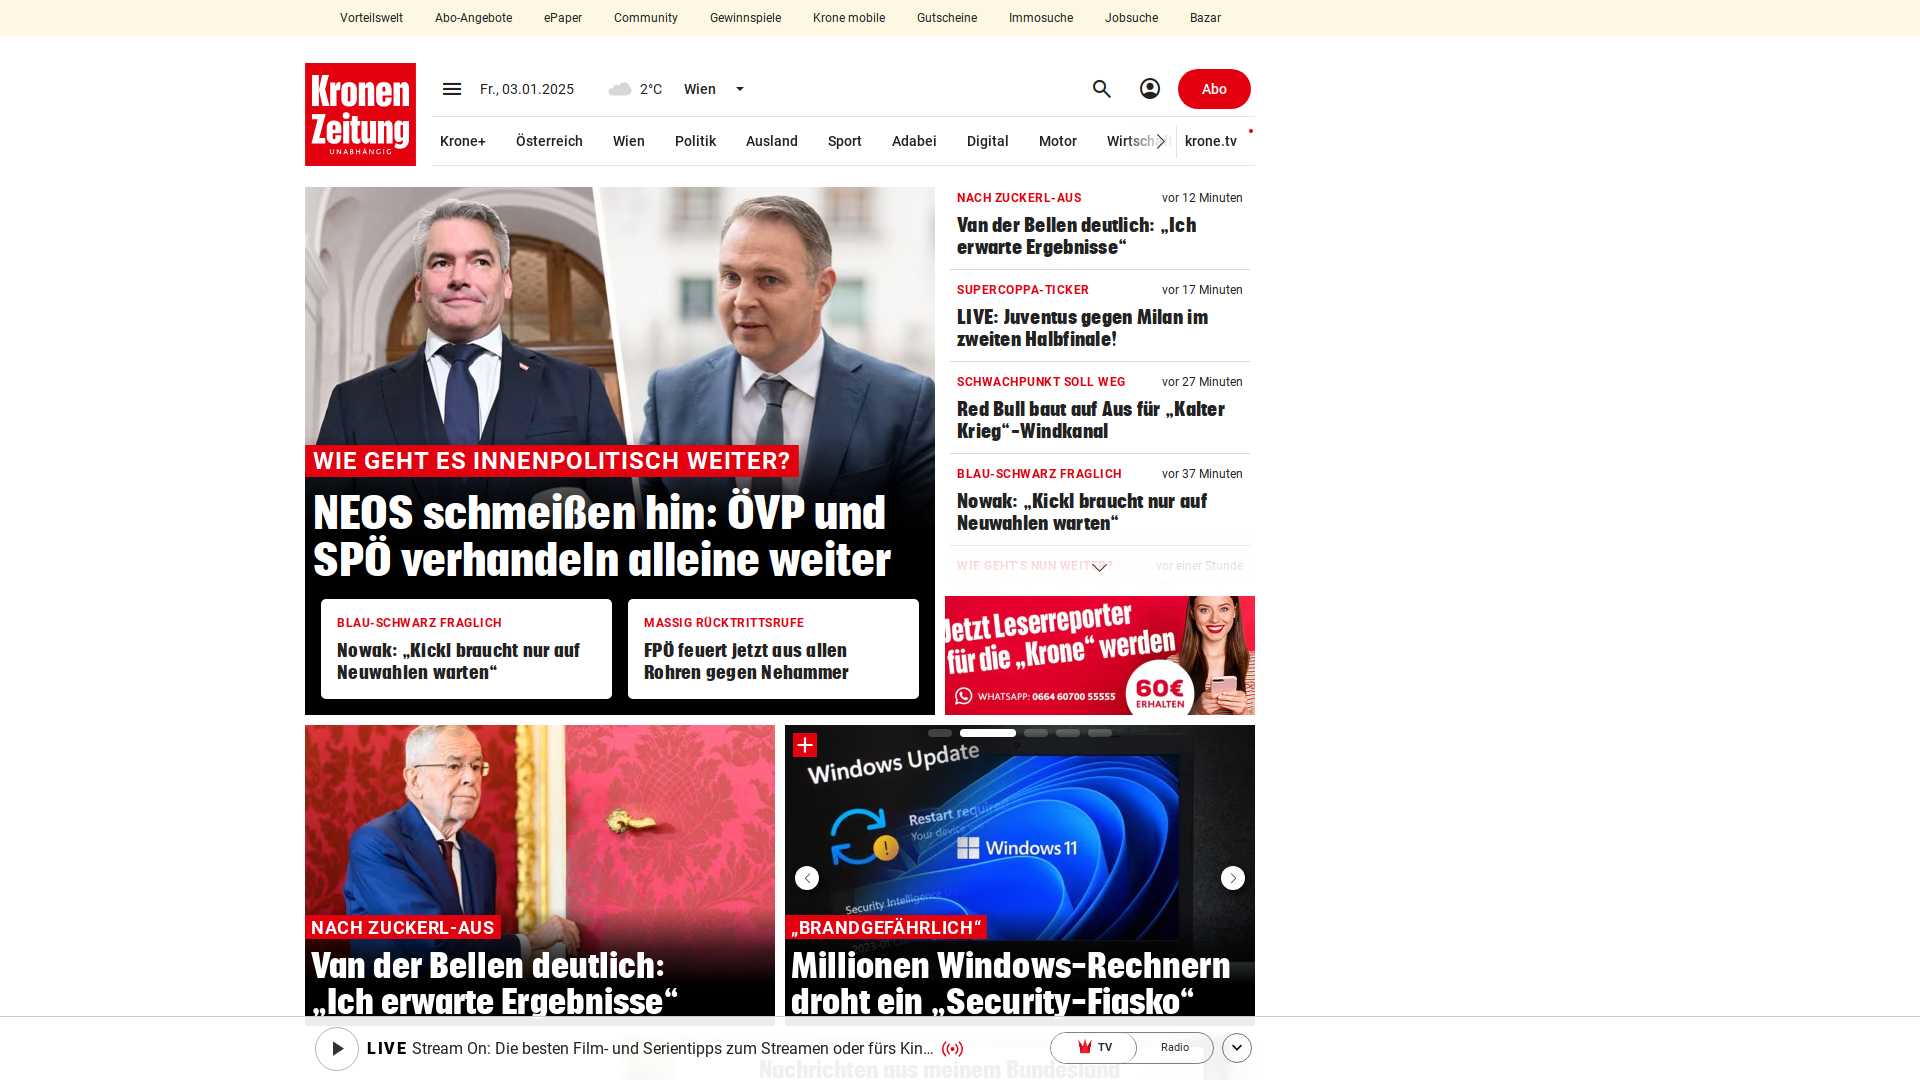 Vorteilswelt
Abo-Angebote
ePaper
Community
Gewinnspiele
Krone mobile
Gutscheine
Immosuche
Jobsuche
Bazar
Kronen
Zeitung
UNABHÄNGIG
Fr., 03.01.2025
2°C
Wien
Abo
Krone+
Österreich
Wien
Politik
Ausland
Sport
Adabei
Digital
Motor
Wirtschaft
krone.tv
WIE GEHT ES INNENPOLITISCH WEITER?
NEOS schmeißen hin: ÖVP und
SPÖ verhandeln alleine weiter
BLAU-SCHWARZ FRAGLICH
Nowak: „Kickl braucht nur auf
Neuwahlen warten“
MASSIG RÜCKTRITTSRUFE
FPÖ feuert jetzt aus allen
Rohren gegen Nehammer
NACH ZUCKERL-AUS
vor 12 Minuten
Van der Bellen deutlich: „Ich
erwarte Ergebnisse“
SUPERCOPPA-TICKER
vor 17 Minuten
LIVE: Juventus gegen Milan im
zweiten Halbfinale!
SCHWACHPUNKT SOLL WEG
vor 27 Minuten
Red Bull baut auf Aus für „Kalter
Krieg“-Windkanal
BLAU-SCHWARZ FRAGLICH
vor 37 Minuten
Nowak: „Kickl braucht nur auf
Neuwahlen warten“
WIE GEHT'S NUN WEITER?
vor einer Stunde
Jetzt Leserreporter
für die „Krone“ werden
WHATSAPP: 0664 60700 55555
60€
ERHALTEN
NACH ZUCKERL-AUS
Van der Bellen deutlich:
„Ich erwarte Ergebnisse“
Windows Update
Restart required
Your device
Windows 11
Security Intelligence
„BRANDGEFÄHRLICH“
Millionen Windows-Rechnern
droht ein „Security-Fiasko“
LIVE Stream On: Die besten Film- und Serientipps zum Streamen oder fürs Kin...
TV
Radio
Nachrichten aus meinem Bundesland